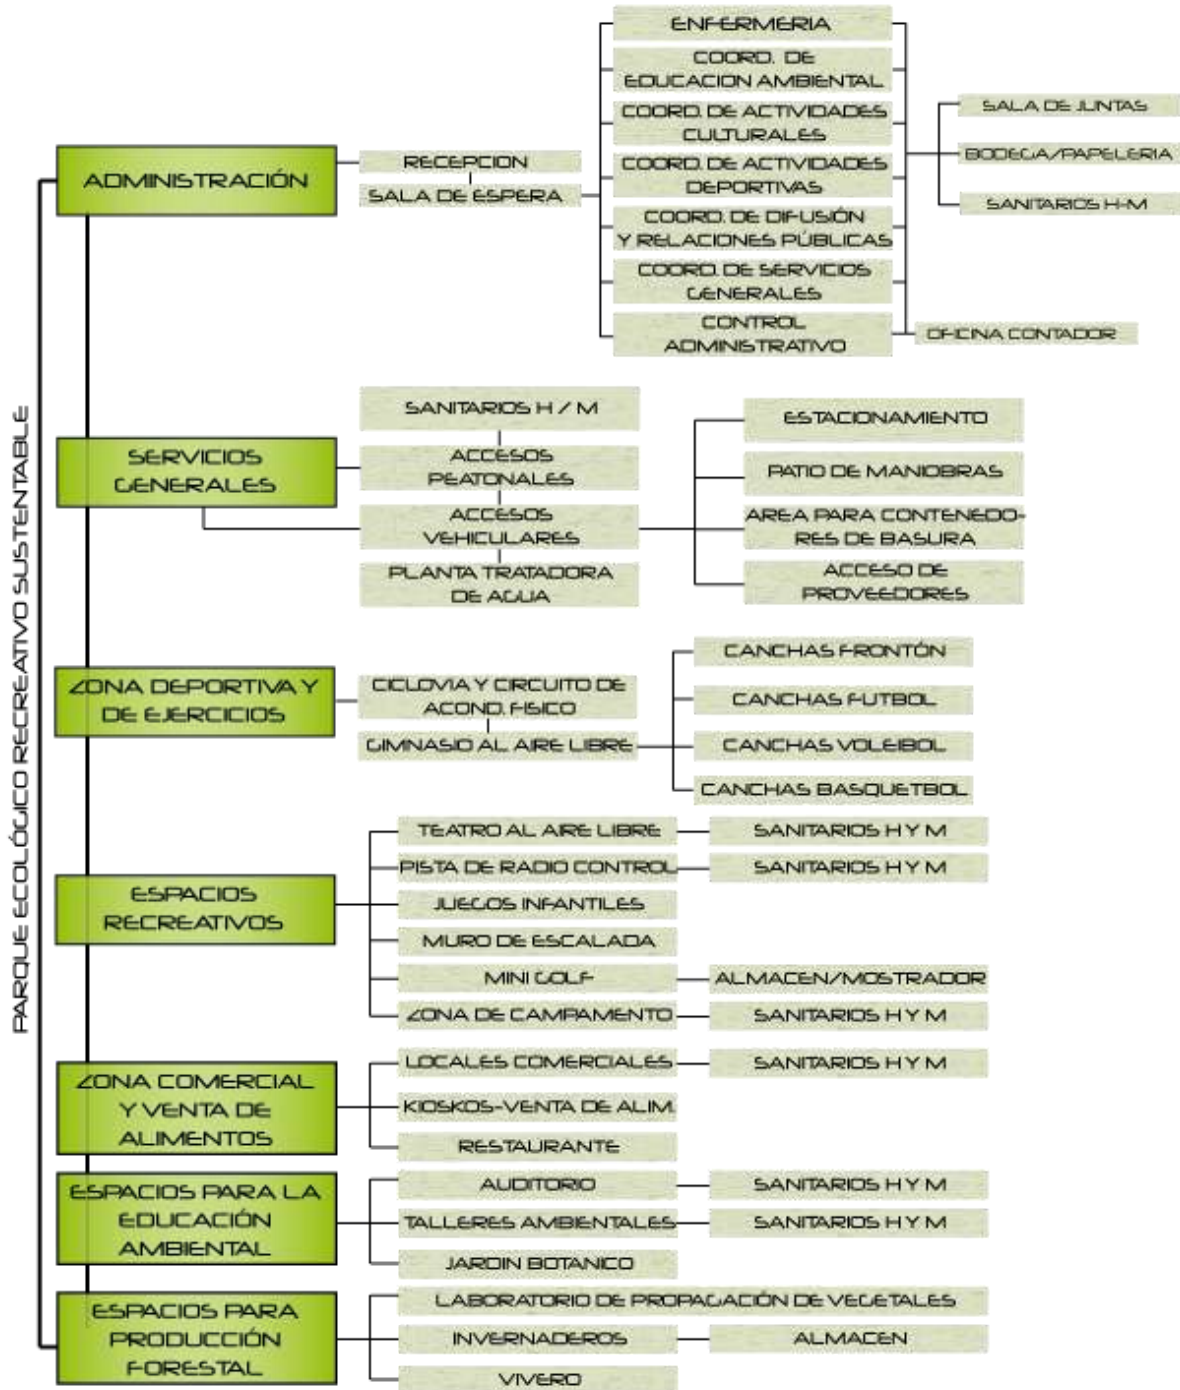 PARQUE ECOLÓGICO RECREATIVO SUSTENTABLE
ADMINISTRACIÓN
RECEPCION
SALA DE ESPERA
ENFERMERIA
COORD. DE
EDUCACION AMBIENTAL
COORD. DE ACTIVIDADES
CULTURALES
COORD. DE ACTIVIDADES
DEPORTIVAS
COORD. DE DIFUSIÓN
Y RELACIONES PÚBLICAS
COORD. DE SERVICIOS
GENERALES
CONTROL
ADMINISTRATIVO
SALA DE JUNTAS
BODEGA/PAPELERIA
SANITARIOS H-M
OFICINA CONTADOR
SERVICIOS
GENERALES
SANITARIOS H / M
ACCESOS
PEATONALES
ACCESOS
VEHICULARES
PLANTA TRATADORA
DE AGUA
ESTACIONAMIENTO
PATIO DE MANIOBRAS
AREA PARA CONTENEDO-
RES DE BASURA
ACCESO DE
PROVEEDORES
ZONA DEPORTIVA Y
DE EJERCICIOS
CICLOVIA Y CIRCUITO DE
ACOND. FISICO
GIMNASIO AL AIRE LIBRE
CANCHAS FRONTÓN
CANCHAS FUTBOL
CANCHAS VOLEIBOL
CANCHAS BASQUETBOL
ESPACIOS
RECREATIVOS
TEATRO AL AIRE LIBRE
SANITARIOS H Y M
PISTA DE RADIO CONTROL
SANITARIOS H Y M
JUEGOS INFANTILES
MURO DE ESCALADA
MINI GOLF
ALMACEN/MOSTRADOR
ZONA DE CAMPAMENTO
SANITARIOS H Y M
ZONA COMERCIAL
Y VENTA DE
ALIMENTOS
LOCALES COMERCIALES
SANITARIOS H Y M
KIOSKOS-VENTA DE ALIM.
RESTAURANTE
ESPACIOS PARA LA
EDUCACIÓN
AMBIENTAL
AUDITORIO
SANITARIOS H Y M
TALLERES AMBIENTALES
SANITARIOS H Y M
JARDIN BOTANICO
ESPACIOS PARA
PRODUCCIÓN
FORESTAL
LABORATORIO DE PROPAGACIÓN DE VEGETALES
INVERNADEROS
ALMACEN
VIVERO